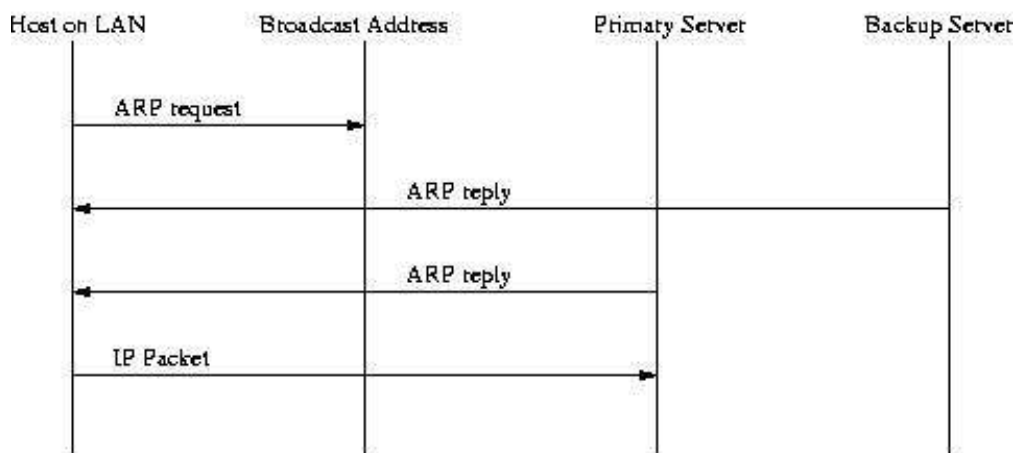 Host on LAN
Broadcast Address
Primary Server
Backup Server
ARP request
ARP reply
ARP reply
IP Packet